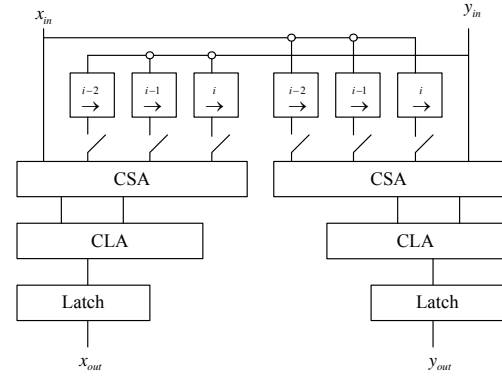 x_in y_in
i−2 i−1 i i−2 i−1 i
→ → → → → →
CSA CSA
CLA CLA
Latch Latch
x_out y_out